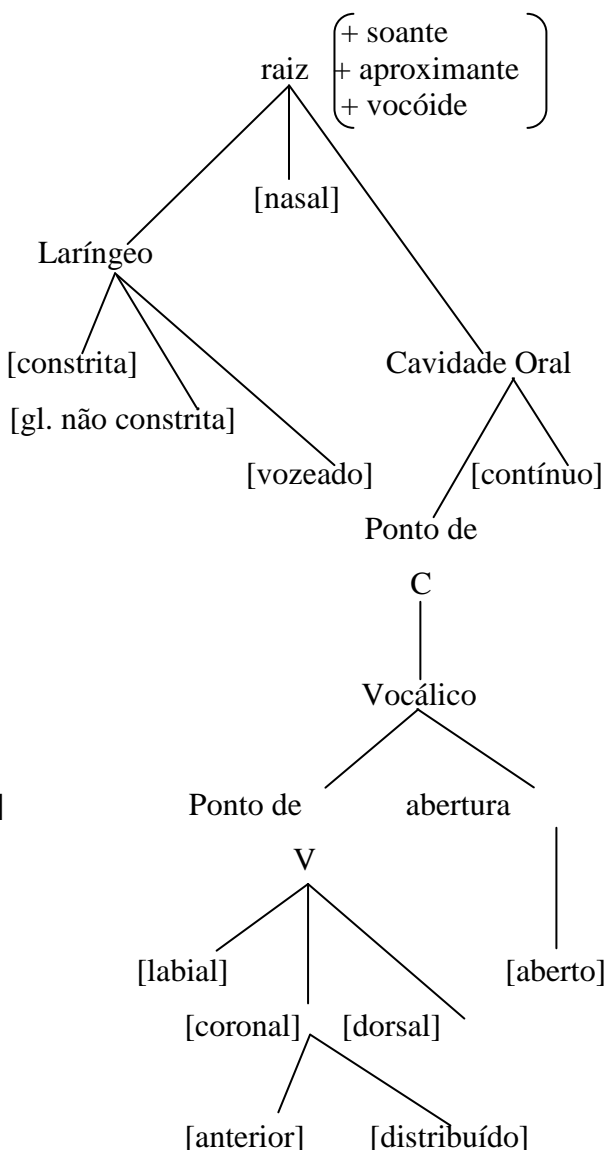 + soante
raiz + aproximante
+ vocóide
[nasal]
Laríngeo
[constrita]
Cavidade Oral
[gl. não constrita]
[vozeado]
[contínuo]
Ponto de
C
Vocálico
]
Ponto de
abertura
V
[labial]
[aberto]
[coronal]
[dorsal]
[anterior]
[distribuído]